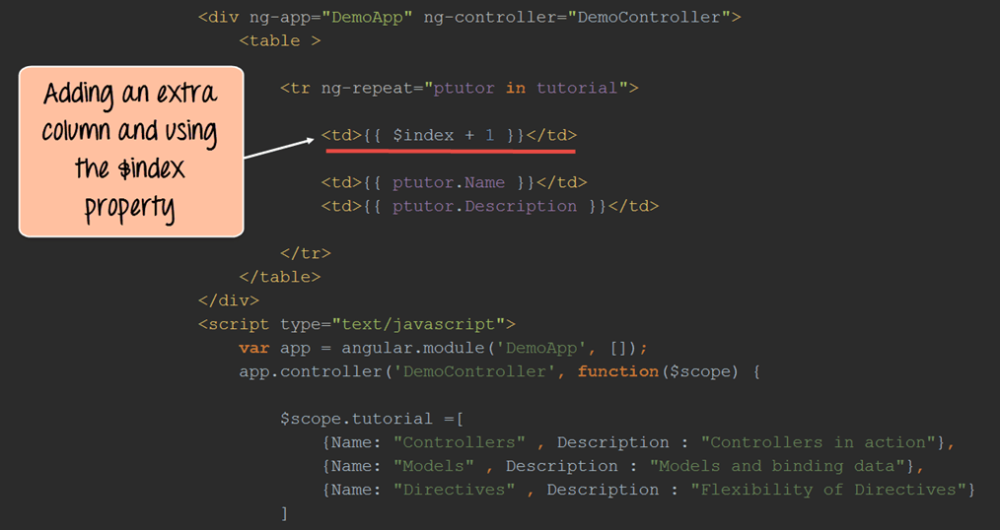 <div ng-app="DemoApp" ng-controller="DemoController">
<table >
<tr ng-repeat="ptutor in tutorial">
Adding an extra
column and using
the $index
property
<td>{{ $index + 1 }}</td>
<td>{{ ptutor.Name }}</td>
<td>{{ ptutor.Description }}</td>
</tr>
</table>
</div>
<script type="text/javascript">
var app = angular.module('DemoApp', []);
app.controller('DemoController', function($scope) {
$scope.tutorial =[
{Name: "Controllers" , Description : "Controllers in action"},
{Name: "Models" , Description : "Models and binding data"},
{Name: "Directives" , Description : "Flexibility of Directives"}
]